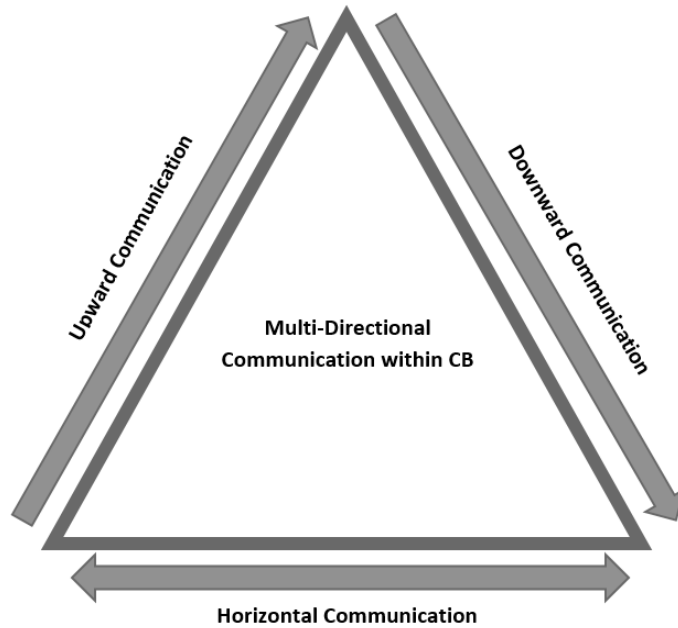 Upward Communication
Downward Communication
Multi-Directional
Communication within CB
Horizontal Communication